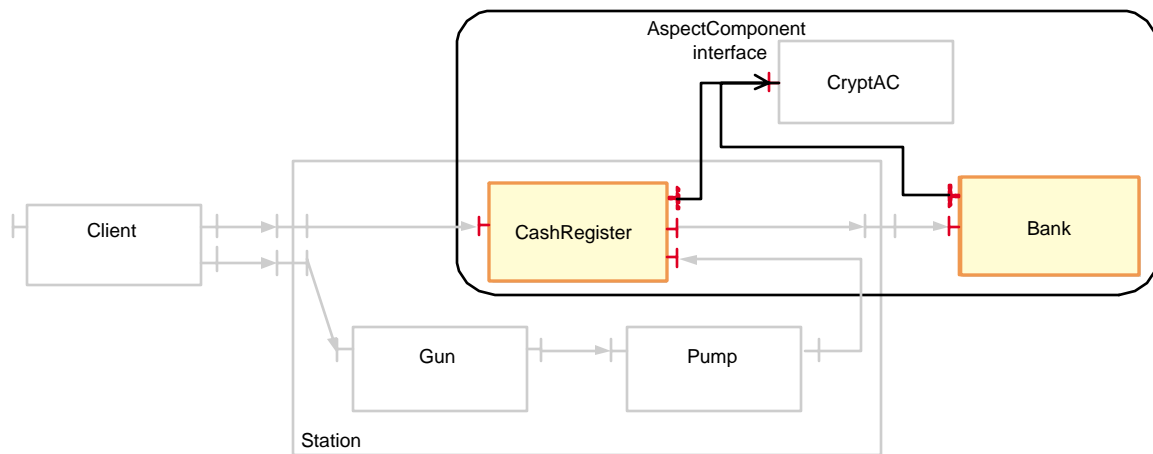 AspectComponent
interface
CryptAC
Client
CashRegister
Bank
Gun
Pump
Station